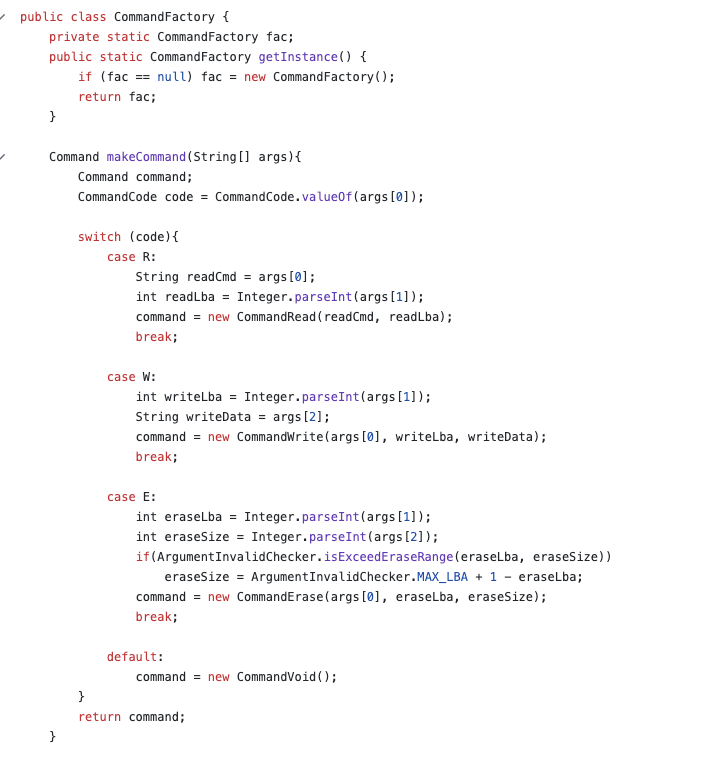 public class CommandFactory {
    private static CommandFactory fac;
    public static CommandFactory getInstance() {
        if (fac == null) fac = new CommandFactory();
        return fac;
    }

    Command makeCommand(String[] args){
        Command command;
        CommandCode code = CommandCode.valueOf(args[0]);

        switch (code){
            case R:
                String readCmd = args[0];
                int readLba = Integer.parseInt(args[1]);
                command = new CommandRead(readCmd, readLba);
                break;

            case W:
                int writeLba = Integer.parseInt(args[1]);
                String writeData = args[2];
                command = new CommandWrite(args[0], writeLba, writeData);
                break;

            case E:
                int eraseLba = Integer.parseInt(args[1]);
                int eraseSize = Integer.parseInt(args[2]);
                if(ArgumentInvalidChecker.isExceedEraseRange(eraseLba, eraseSize))
                    eraseSize = ArgumentInvalidChecker.MAX_LBA + 1 - eraseLba;
                command = new CommandErase(args[0], eraseLba, eraseSize);
                break;

            default:
                command = new CommandVoid();
        }
        return command;
    }